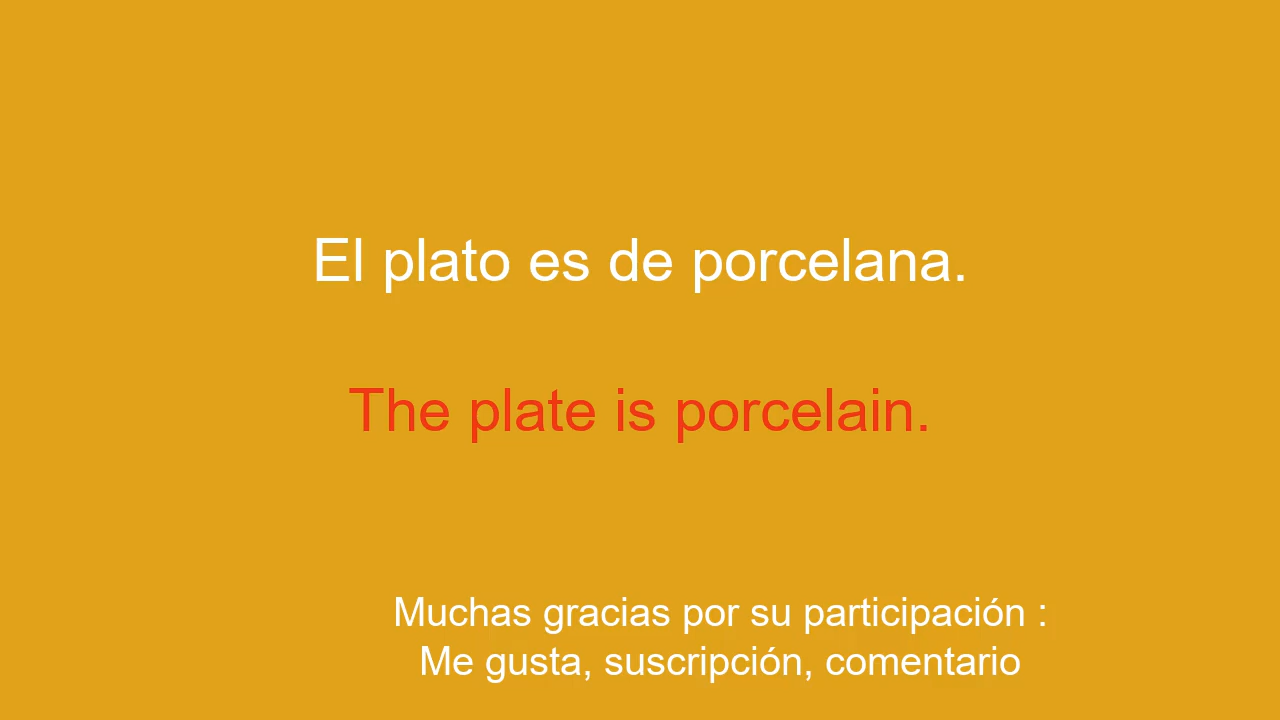 El plato es de porcelana.
The plate is porcelain.
Muchas gracias por su participación :
Me gusta, suscripción, comentario